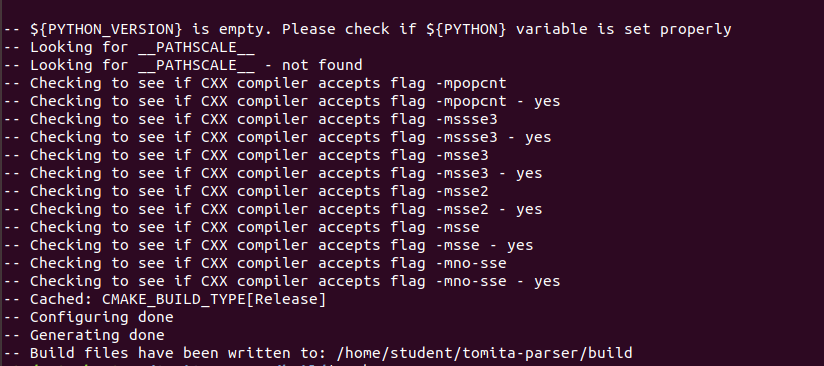 -- ${PYTHON_VERSION} is empty. Please check if ${PYTHON} variable is set properly
-- Looking for __PATHSCALE__
-- Looking for __PATHSCALE__ - not found
-- Checking to see if CXX compiler accepts flag -mpopcnt
-- Checking to see if CXX compiler accepts flag -mpopcnt - yes
-- Checking to see if CXX compiler accepts flag -mssse3
-- Checking to see if CXX compiler accepts flag -mssse3 - yes
-- Checking to see if CXX compiler accepts flag -msse3
-- Checking to see if CXX compiler accepts flag -msse3 - yes
-- Checking to see if CXX compiler accepts flag -msse2
-- Checking to see if CXX compiler accepts flag -msse2 - yes
-- Checking to see if CXX compiler accepts flag -msse
-- Checking to see if CXX compiler accepts flag -msse - yes
-- Checking to see if CXX compiler accepts flag -mno-sse
-- Checking to see if CXX compiler accepts flag -mno-sse - yes
-- Cached: CMAKE_BUILD_TYPE[Release]
-- Configuring done
-- Generating done
-- Build files have been written to: /home/student/tomita-parser/build